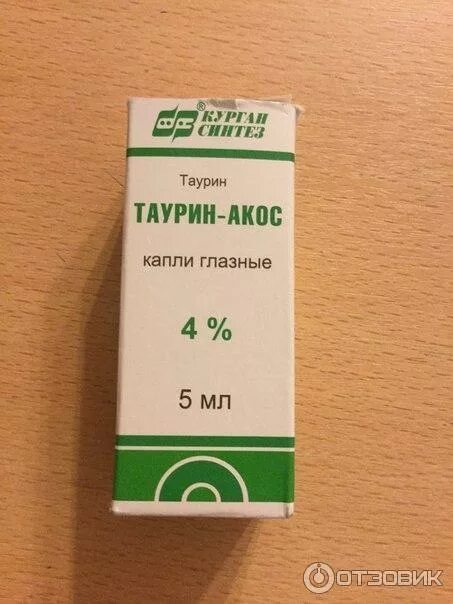 ® КУРГАН
СИНТЕЗ
Таурин
ТАУРИН-АКОС
капли глазные
4 %
5 мл
ОТЗОВИК